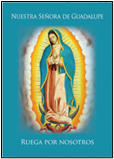 NUESTRA SEÑORA DE GUADALUPE
RUEGA POR NOSOTROS